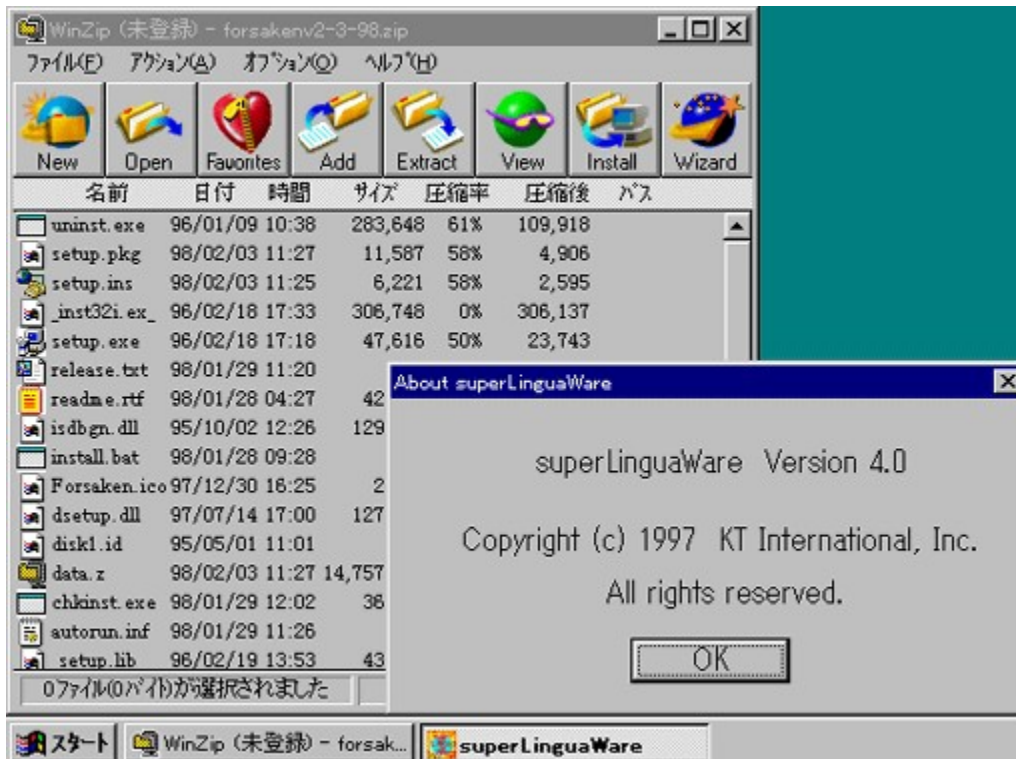 WinZip (未登録) - forsakenv2-3-98.zip
ファイル(F) アクション(A) オプション(O) ヘルプ(H)
New Open Favorites Add Extract View Install Wizard
名前 日付 時間 サイズ 圧縮率 圧縮後 パス
uninst.exe 96/01/09 10:38 283,648 61% 109,918
setup.pkg 98/02/03 11:27 11,587 58% 4,906
setup.ins 98/02/03 11:25 6,221 58% 2,595
_inst32i.ex_ 96/02/18 17:33 306,748 0% 306,137
setup.exe 96/02/18 17:18 47,616 50% 23,743
release.txt 98/01/29 11:20
readme.rtf 98/01/28 04:27 42
isdbgn.dll 95/10/02 12:26 129
install.bat 98/01/28 09:28
Forsaken.ico 97/12/30 16:25 2
dsetup.dll 97/07/14 17:00 127
disk1.id 95/05/01 11:01
data.z 98/02/03 11:27 14,757
chkinst.exe 98/01/29 12:02 36
autorun.inf 98/01/29 11:26
_setup.lib 96/02/19 13:53 43
0ファイル(0バイト)が選択されました
About superLinguaWare
superLinguaWare Version 4.0
Copyright (c) 1997 KT International, Inc.
All rights reserved.
OK
スタート WinZip (未登録) - forsak... superLinguaWare